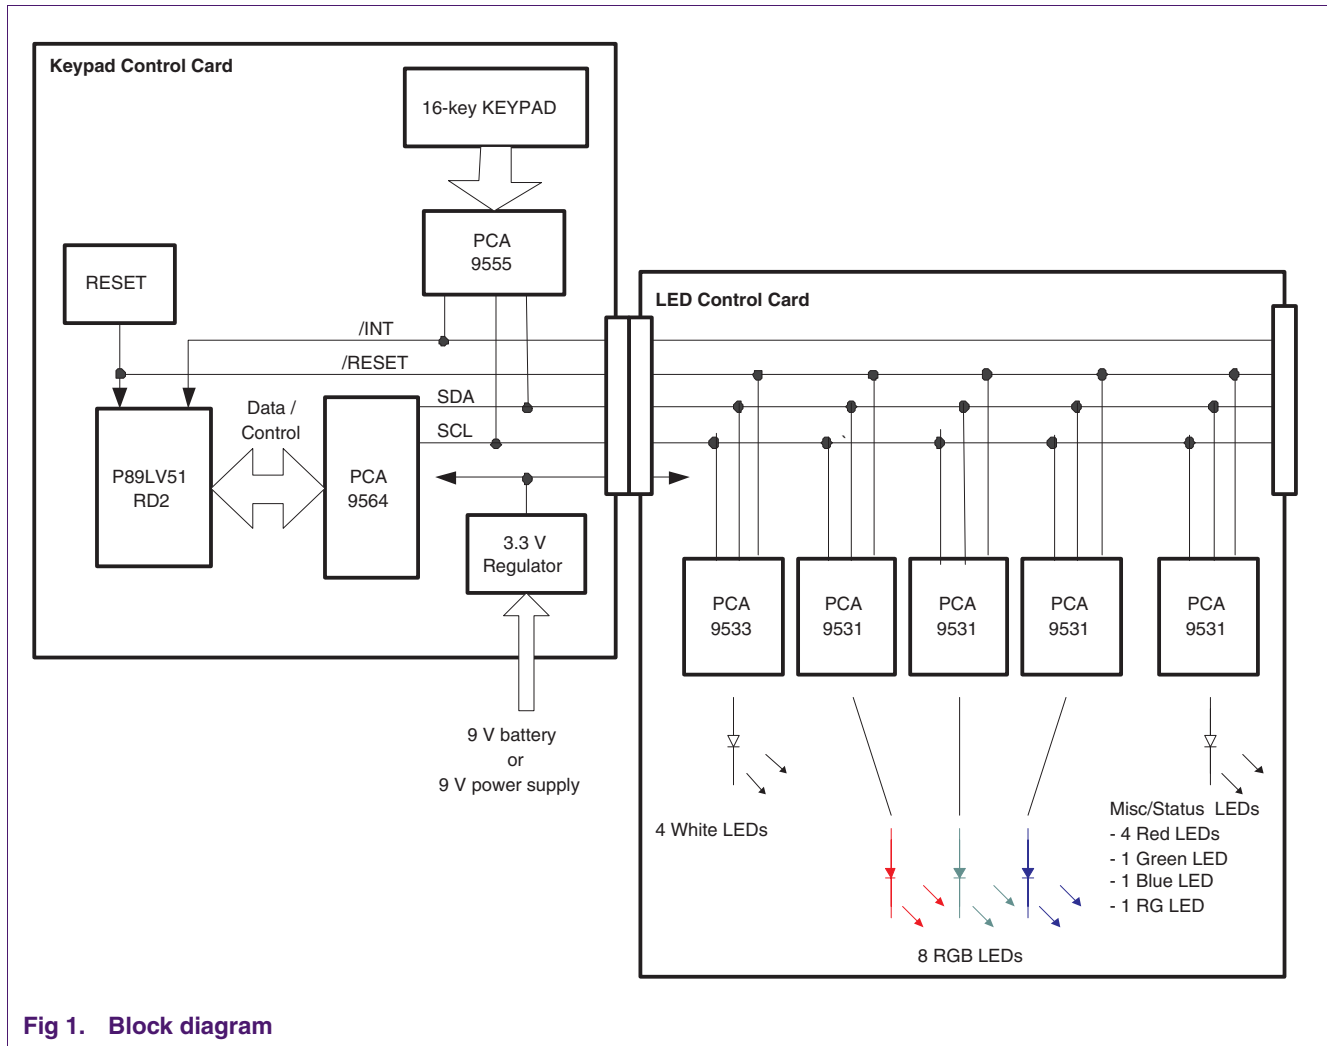 Keypad Control Card
16-key KEYPAD
PCA
9555
RESET
/INT
/RESET
SDA
SCL
Data /
Control
P89LV51
RD2
PCA
9564
3.3 V
Regulator
9 V battery
or
9 V power supply
LED Control Card
PCA
9533
PCA
9531
PCA
9531
PCA
9531
PCA
9531
4 White LEDs
8 RGB LEDs
Misc/Status LEDs
- 4 Red LEDs
- 1 Green LED
- 1 Blue LED
- 1 RG LED
Fig 1. Block diagram